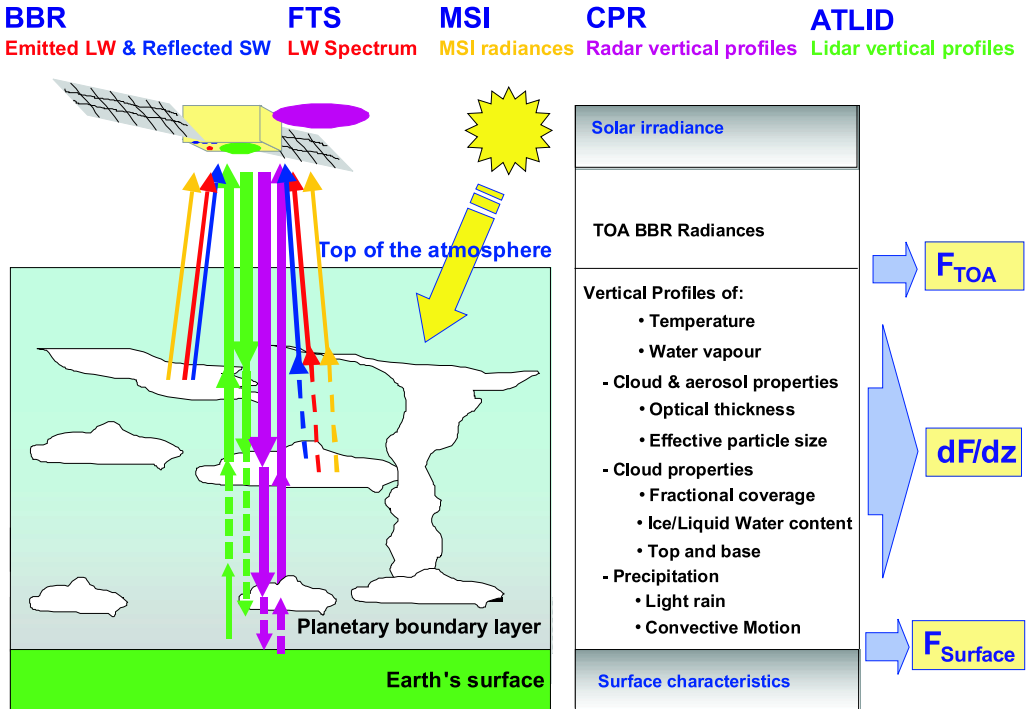 BBR FTS MSI CPR ATLID
Emitted LW & Reflected SW LW Spectrum MSI radiances Radar vertical profiles Lidar vertical profiles
Solar irradiance
TOA BBR Radiances
Top of the atmosphere
F_TOA
Vertical Profiles of:
• Temperature
• Water vapour
- Cloud & aerosol properties
• Optical thickness
• Effective particle size
- Cloud properties
• Fractional coverage
• Ice/Liquid Water content
• Top and base
- Precipitation
• Light rain
• Convective Motion
dF/dz
Planetary boundary layer
F_Surface
Earth's surface
Surface characteristics